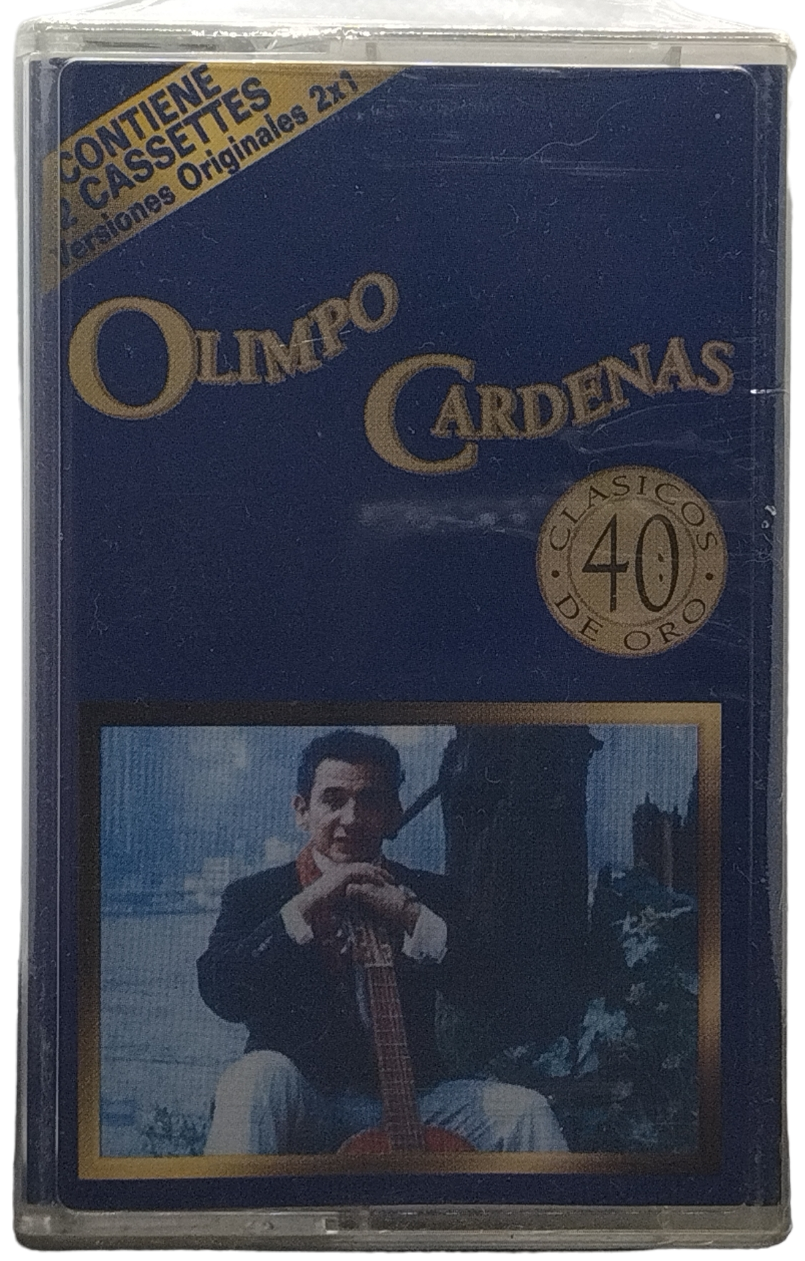 CONTIENE
2 CASSETTES
Versiones Originales 2x1
OLIMPO
CARDENAS
CLASICOS
40
DE ORO